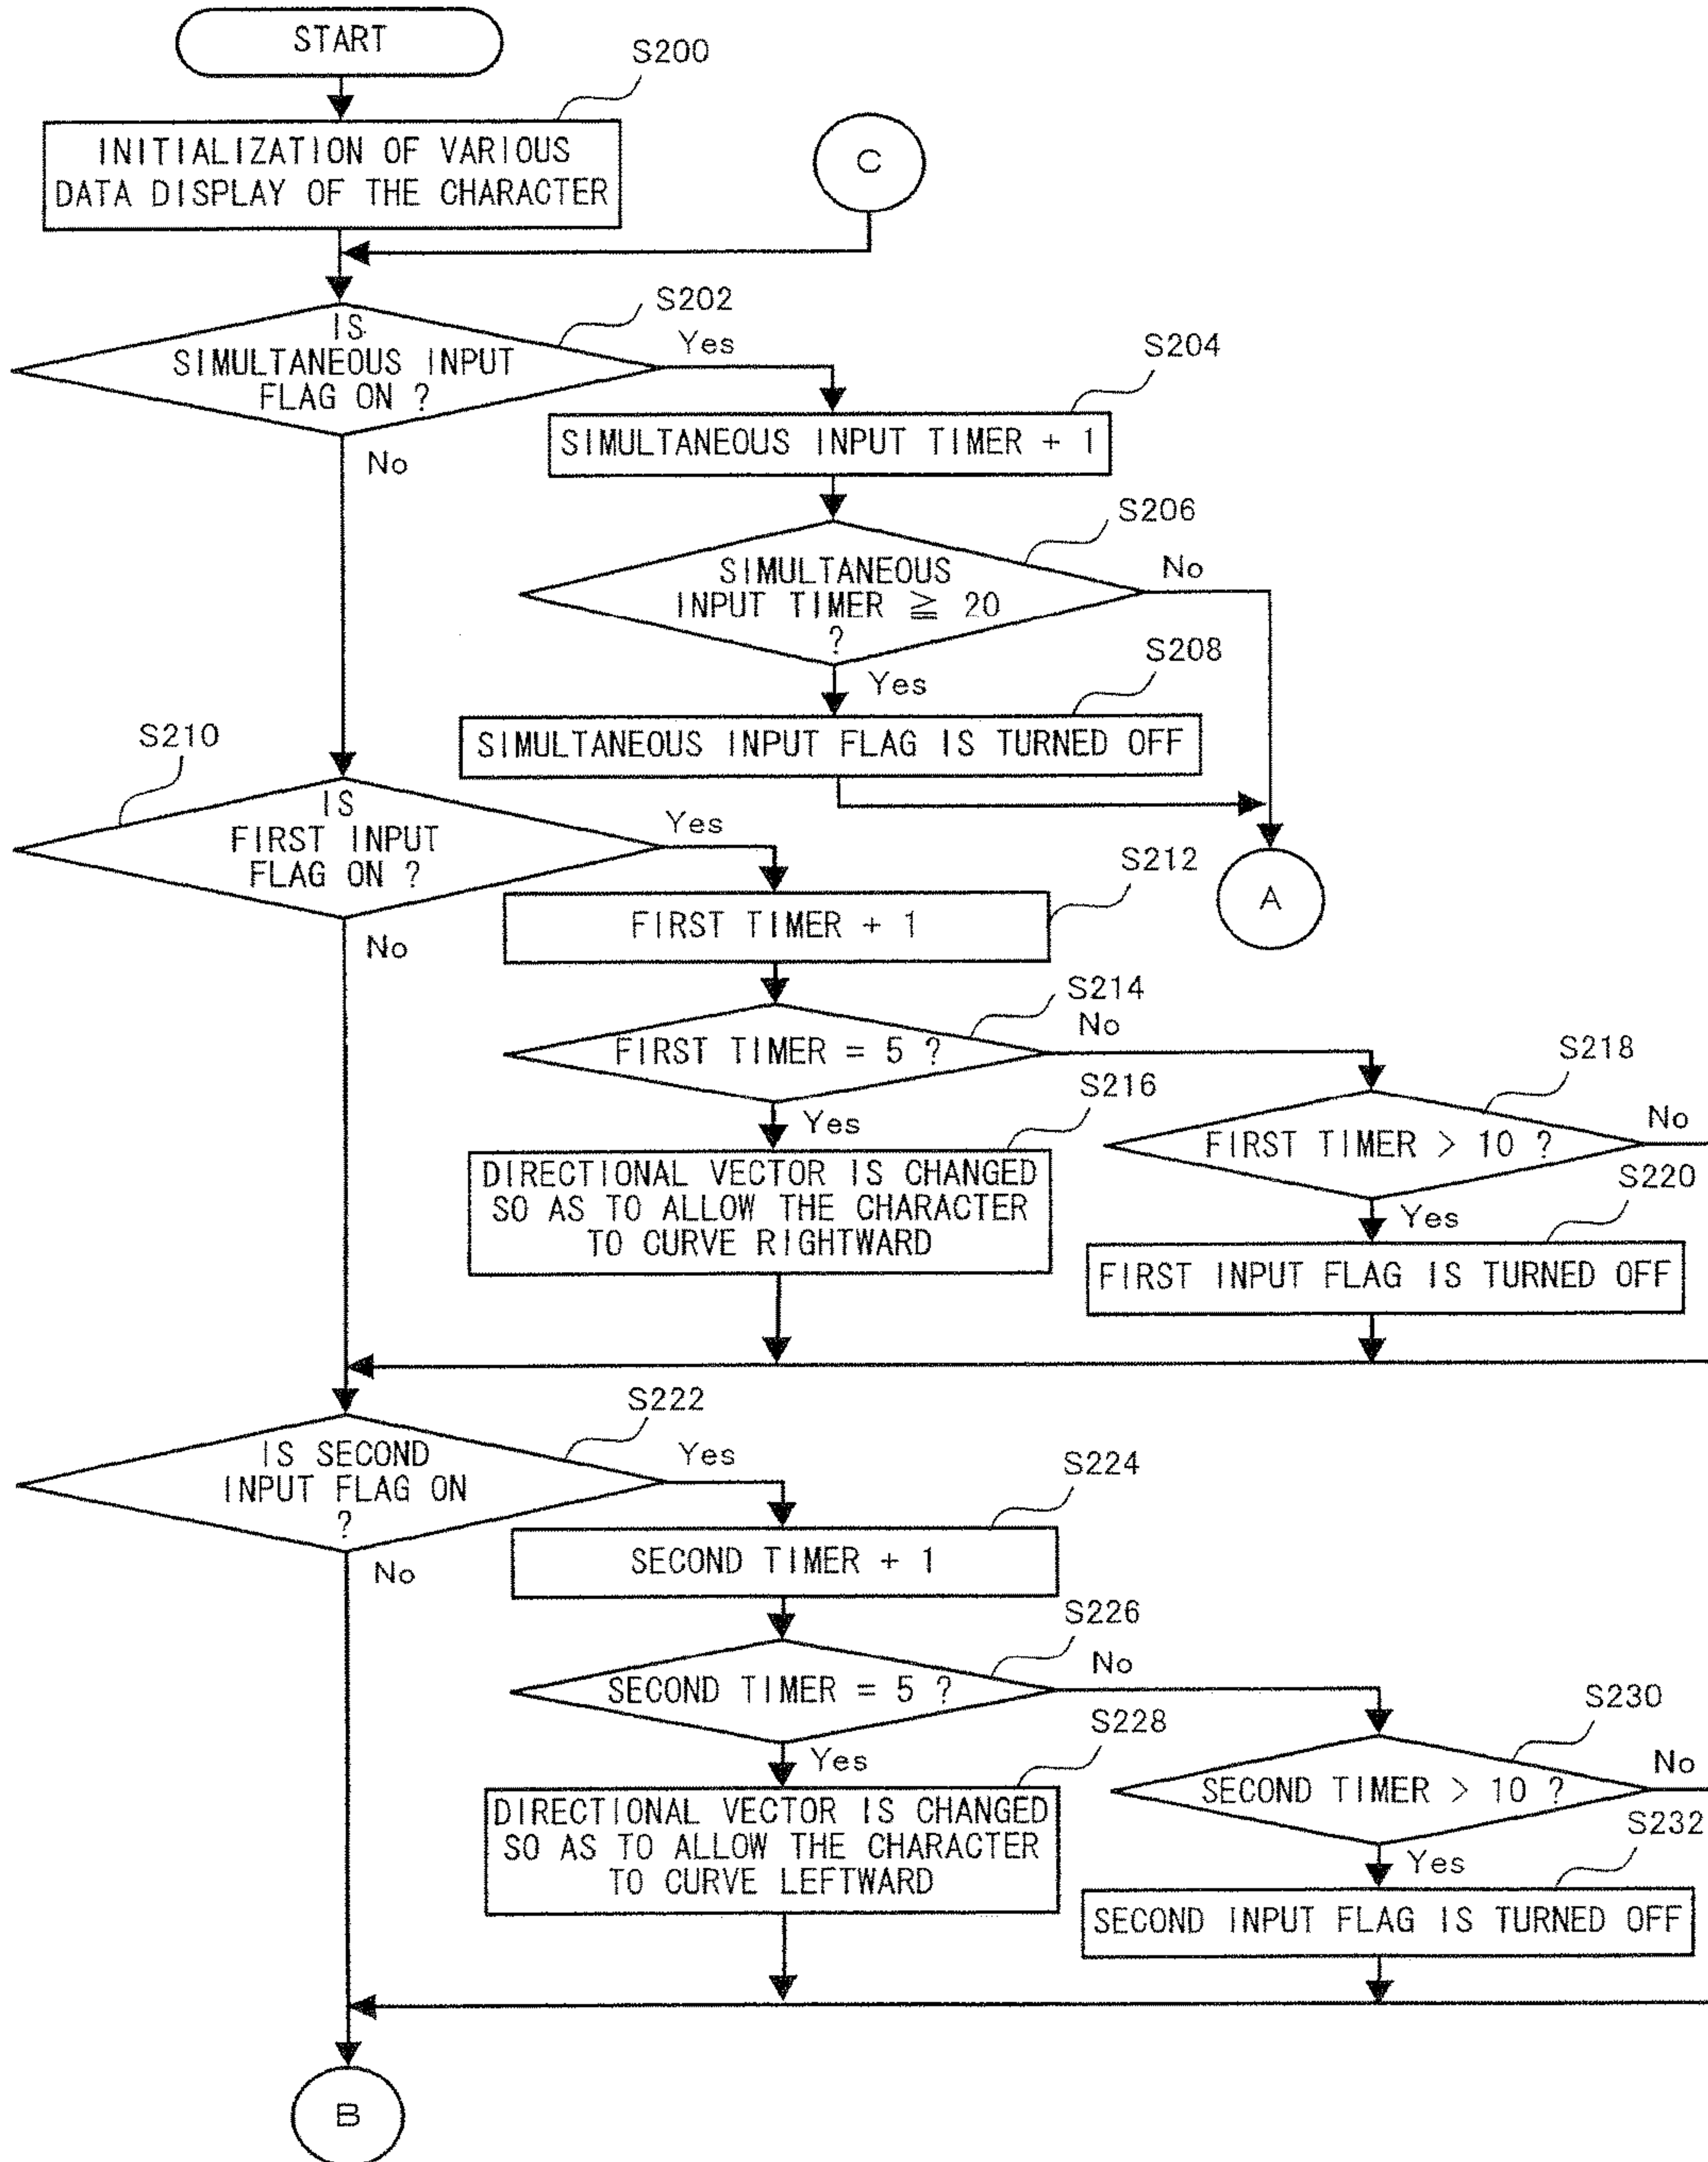 START
S200
INITIALIZATION OF VARIOUS
DATA DISPLAY OF THE CHARACTER
C
S202
IS
SIMULTANEOUS INPUT
FLAG ON ?
Yes
No
S204
SIMULTANEOUS INPUT TIMER + 1
S206
SIMULTANEOUS
INPUT TIMER ≧ 20
?
No
Yes
S208
SIMULTANEOUS INPUT FLAG IS TURNED OFF
A
S210
IS
FIRST INPUT
FLAG ON ?
Yes
No
S212
FIRST TIMER + 1
S214
FIRST TIMER = 5 ?
No
Yes
S216
DIRECTIONAL VECTOR IS CHANGED
SO AS TO ALLOW THE CHARACTER
TO CURVE RIGHTWARD
S218
FIRST TIMER > 10 ?
No
Yes
S220
FIRST INPUT FLAG IS TURNED OFF
S222
IS SECOND
INPUT FLAG ON
?
Yes
No
S224
SECOND TIMER + 1
S226
SECOND TIMER = 5 ?
No
Yes
S228
DIRECTIONAL VECTOR IS CHANGED
SO AS TO ALLOW THE CHARACTER
TO CURVE LEFTWARD
S230
SECOND TIMER > 10 ?
No
Yes
S232
SECOND INPUT FLAG IS TURNED OFF
B